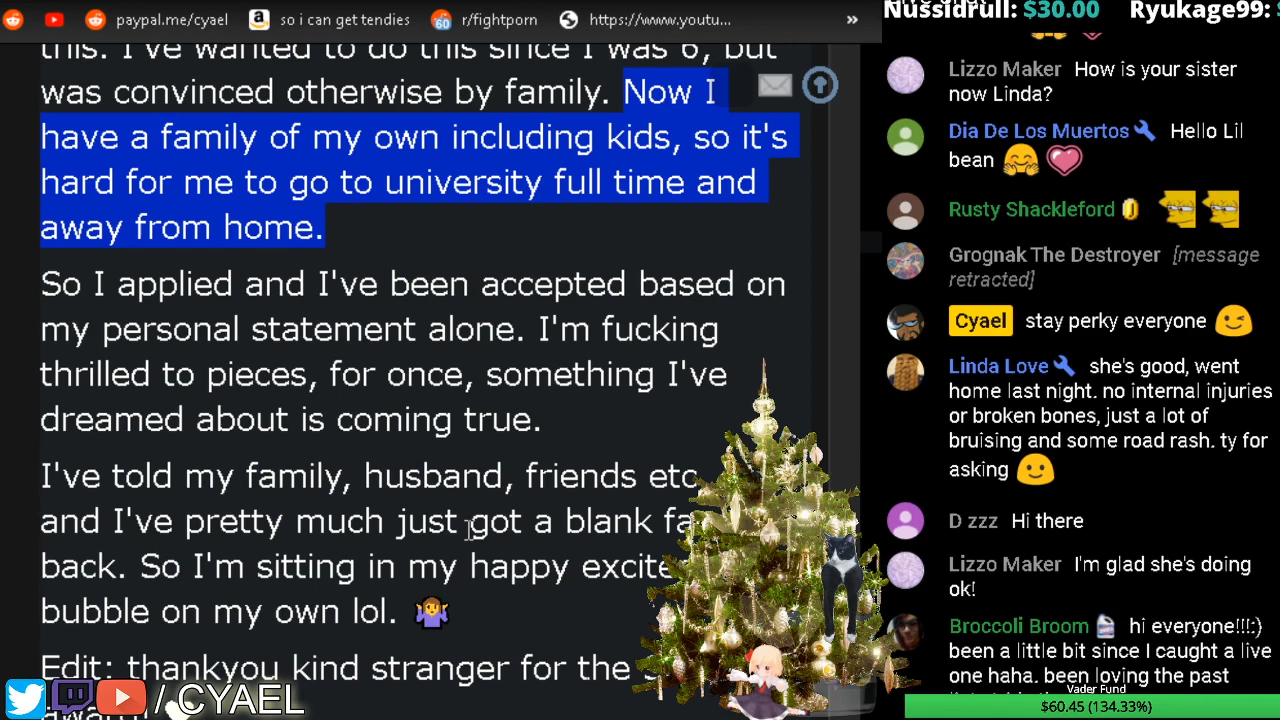 paypal.me/cyael so i can get tendies 60 r/fightporn https://www.youtu... »
this. I've wanted to do this since I was 6, but
was convinced otherwise by family. Now I
have a family of my own including kids, so it's
hard for me to go to university full time and
away from home.
So I applied and I've been accepted based on
my personal statement alone. I'm fucking
thrilled to pieces, for once, something I've
dreamed about is coming true.
I've told my family, husband, friends etc
and I've pretty much just got a blank fa
back. So I'm sitting in my happy excite
bubble on my own lol. 🤷‍♀️
Edit: thankyou kind stranger for the
/ CYAEL
Nussidrull: $30.00 Ryukage99:
Lizzo Maker How is your sister
now Linda?
Dia De Los Muertos Hello Lil
bean 🤗 💗
Rusty Shackleford
Grognak The Destroyer [message
retracted]
Cyael stay perky everyone 😉
Linda Love she's good, went
home last night. no internal injuries
or broken bones, just a lot of
bruising and some road rash. ty for
asking 🙂
D zzz Hi there
Lizzo Maker I'm glad she's doing
ok!
Broccoli Broom hi everyone!!!:)
been a little bit since I caught a live
one haha. been loving the past
Vader Fund
$60.45 (134.33%)